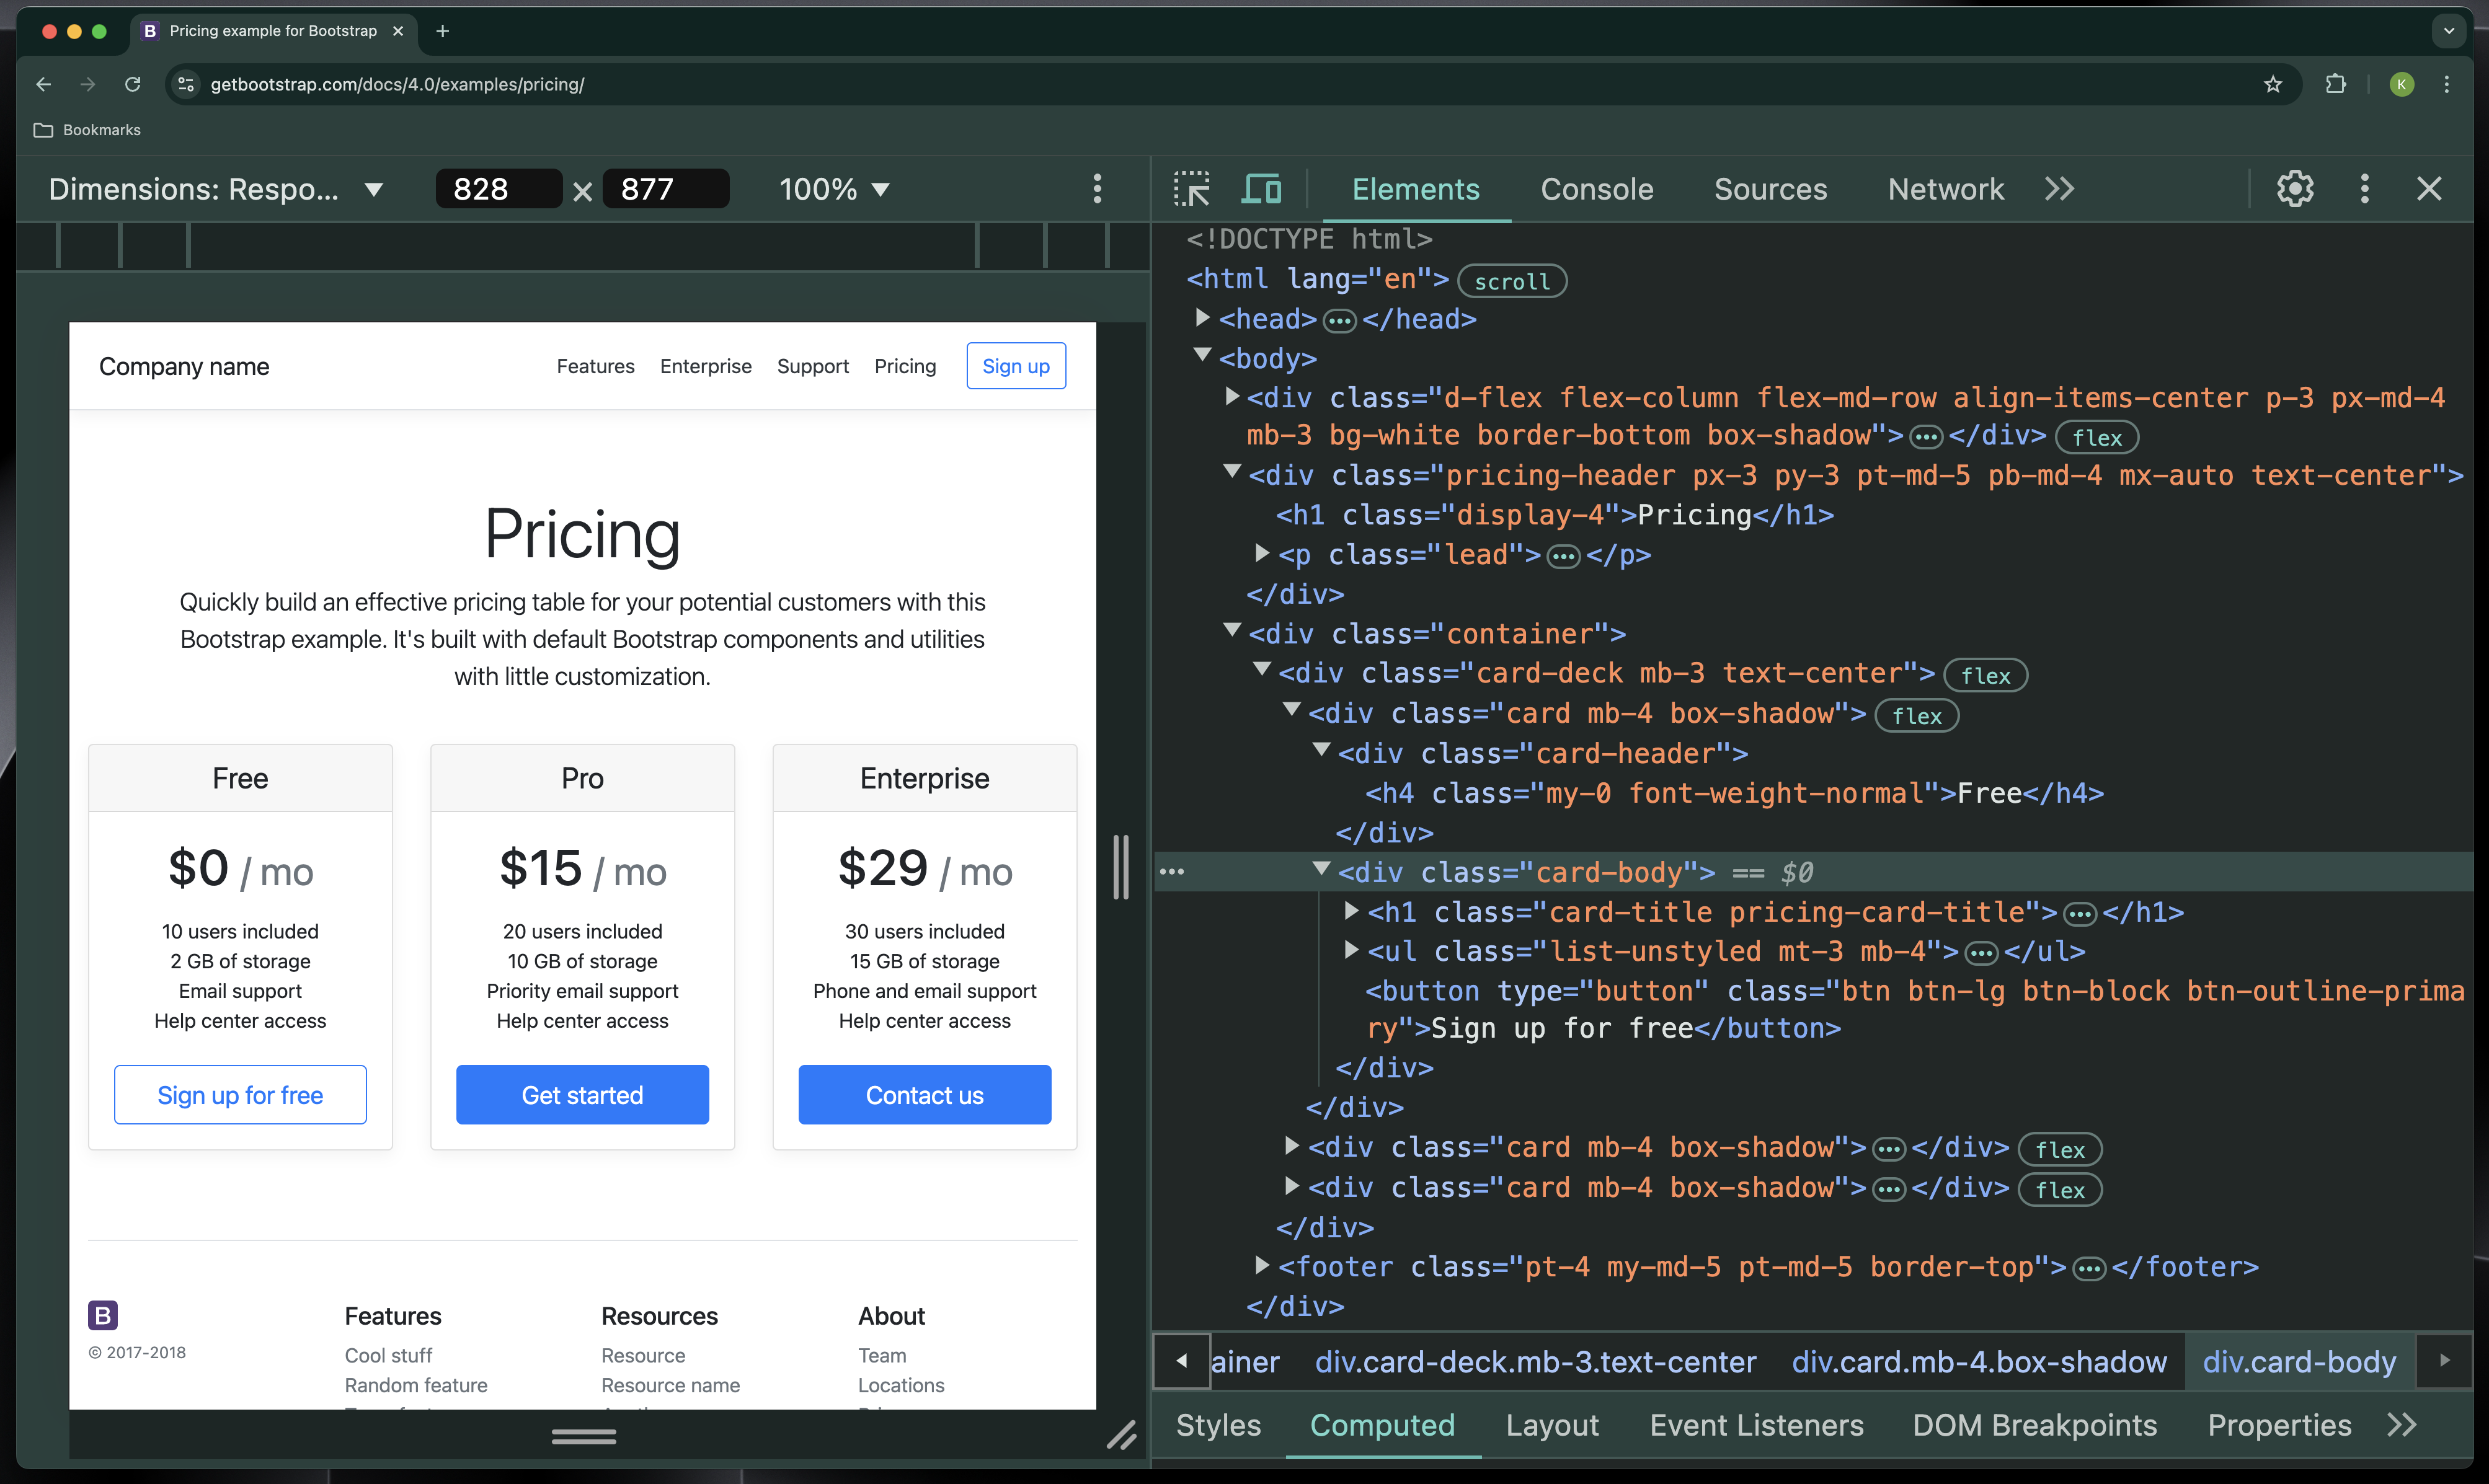 B Pricing example for Bootstrap
getbootstrap.com/docs/4.0/examples/pricing/
K
Bookmarks
Dimensions: Respo... 828 × 877 100%
Elements Console Sources Network
Company name Features Enterprise Support Pricing Sign up
Pricing
Quickly build an effective pricing table for your potential customers with this
Bootstrap example. It's built with default Bootstrap components and utilities
with little customization.
Free
$0 / mo
10 users included
2 GB of storage
Email support
Help center access
Sign up for free
Pro
$15 / mo
20 users included
10 GB of storage
Priority email support
Help center access
Get started
Enterprise
$29 / mo
30 users included
15 GB of storage
Phone and email support
Help center access
Contact us
B
© 2017-2018
Features
Cool stuff
Random feature
Resources
Resource
Resource name
About
Team
Locations
<!DOCTYPE html>
<html lang="en"> scroll
<head> ... </head>
<body>
<div class="d-flex flex-column flex-md-row align-items-center p-3 px-md-4
mb-3 bg-white border-bottom box-shadow"> ... </div> flex
<div class="pricing-header px-3 py-3 pt-md-5 pb-md-4 mx-auto text-center">
<h1 class="display-4">Pricing</h1>
<p class="lead"> ... </p>
</div>
<div class="container">
<div class="card-deck mb-3 text-center"> flex
<div class="card mb-4 box-shadow"> flex
<div class="card-header">
<h4 class="my-0 font-weight-normal">Free</h4>
</div>
... <div class="card-body"> == $0
<h1 class="card-title pricing-card-title"> ... </h1>
<ul class="list-unstyled mt-3 mb-4"> ... </ul>
<button type="button" class="btn btn-lg btn-block btn-outline-prima
ry">Sign up for free</button>
</div>
</div>
<div class="card mb-4 box-shadow"> ... </div> flex
<div class="card mb-4 box-shadow"> ... </div> flex
</div>
<footer class="pt-4 my-md-5 pt-md-5 border-top"> ... </footer>
</div>
ainer div.card-deck.mb-3.text-center div.card.mb-4.box-shadow div.card-body
Styles Computed Layout Event Listeners DOM Breakpoints Properties